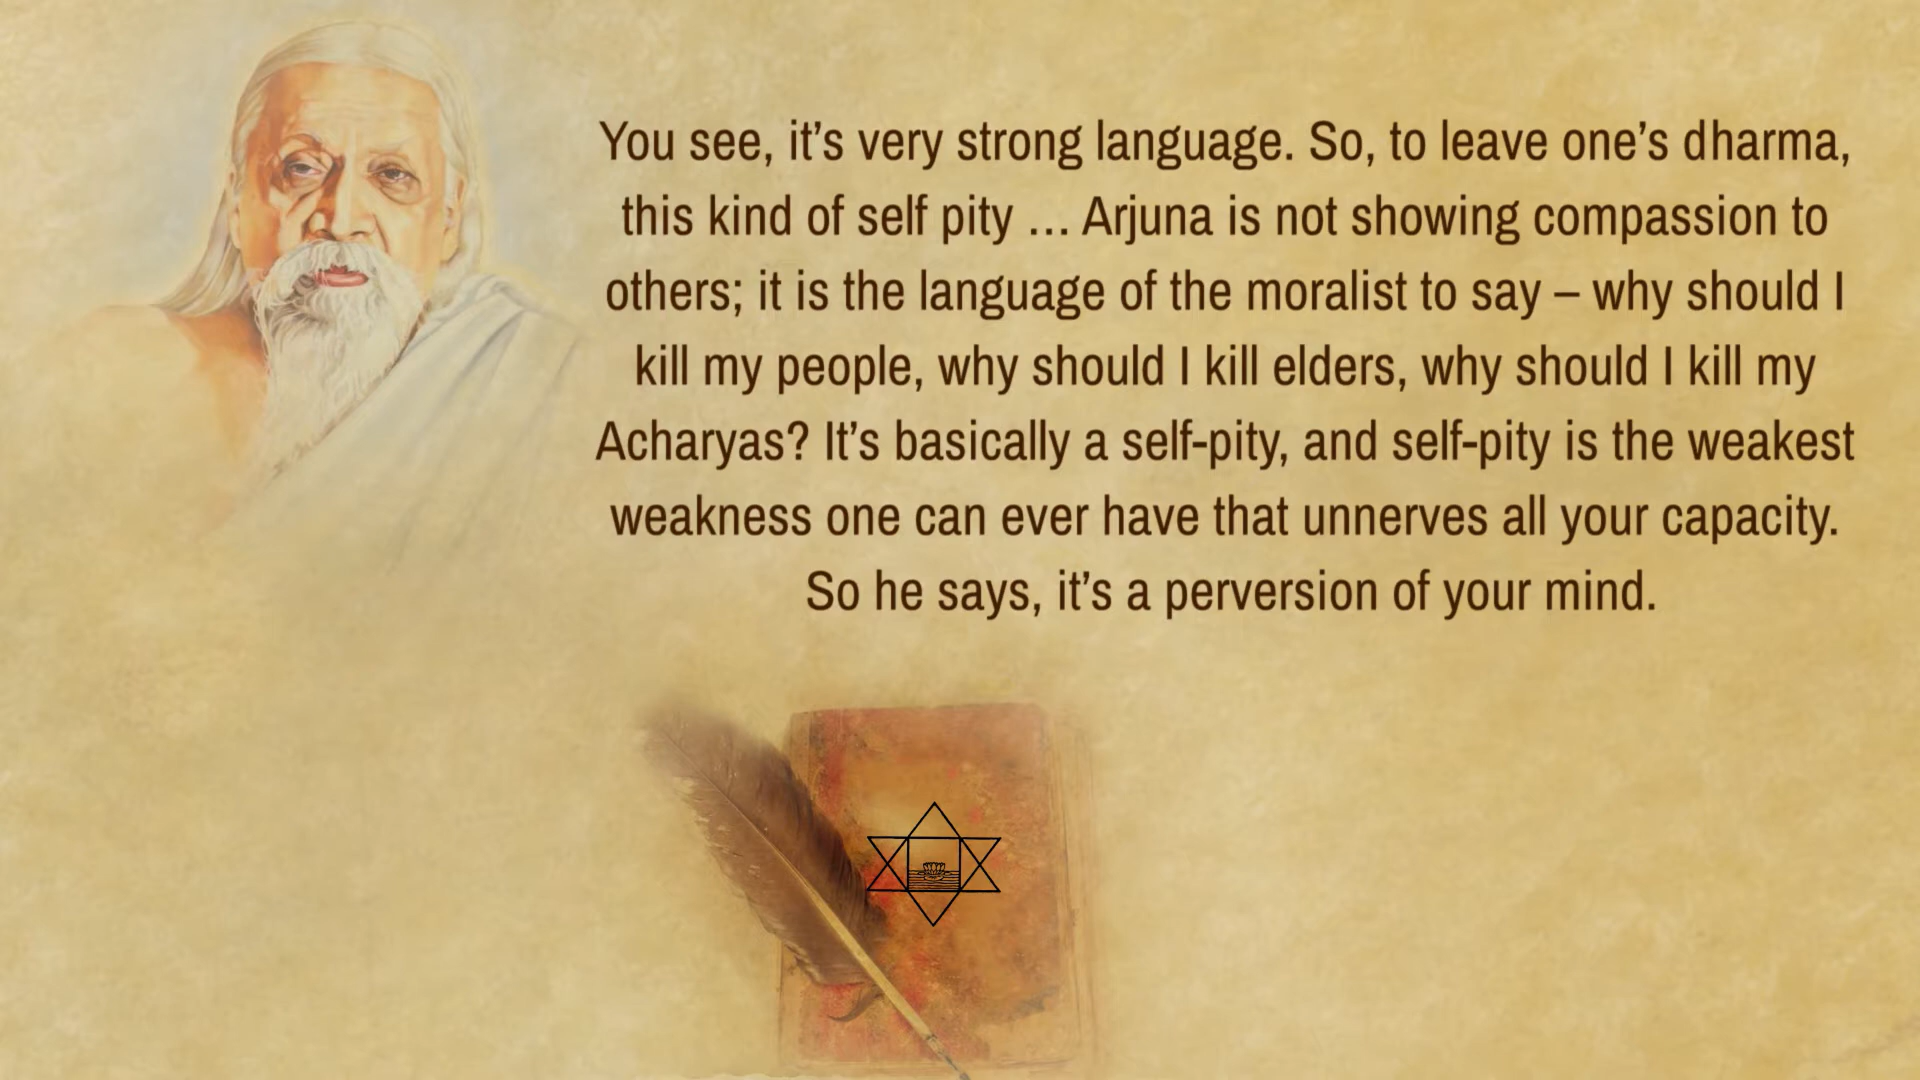 You see, it’s very strong language. So, to leave one’s dharma,
this kind of self pity … Arjuna is not showing compassion to
others; it is the language of the moralist to say – why should I
kill my people, why should I kill elders, why should I kill my
Acharyas? It’s basically a self-pity, and self-pity is the weakest
weakness one can ever have that unnerves all your capacity.
So he says, it’s a perversion of your mind.